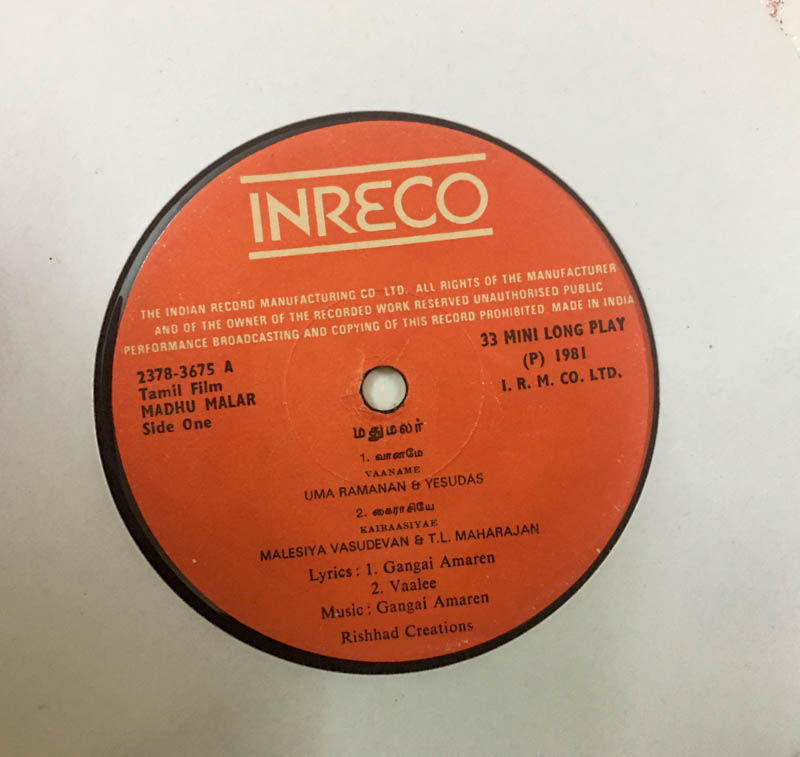 INRECO
THE INDIAN RECORD MANUFACTURING CO. LTD. ALL RIGHTS OF THE MANUFACTURER
AND OF THE OWNER OF THE RECORDED WORK RESERVED UNAUTHORISED PUBLIC
PERFORMANCE BROADCASTING AND COPYING OF THIS RECORD PROHIBITED. MADE IN INDIA
2378-3675 A
Tamil Film
MADHU MALAR
Side One
33 MINI LONG PLAY
(P) 1981
I. R. M. CO. LTD.
மதுமலர்
1. வானமே
VAANAME
UMA RAMANAN & YESUDAS
2. கைராசியே
KAIRAASIYAE
MALESIYA VASUDEVAN & T.L. MAHARAJAN
Lyrics : 1. Gangai Amaren
2. Vaalee
Music : Gangai Amaren
Rishhad Creations